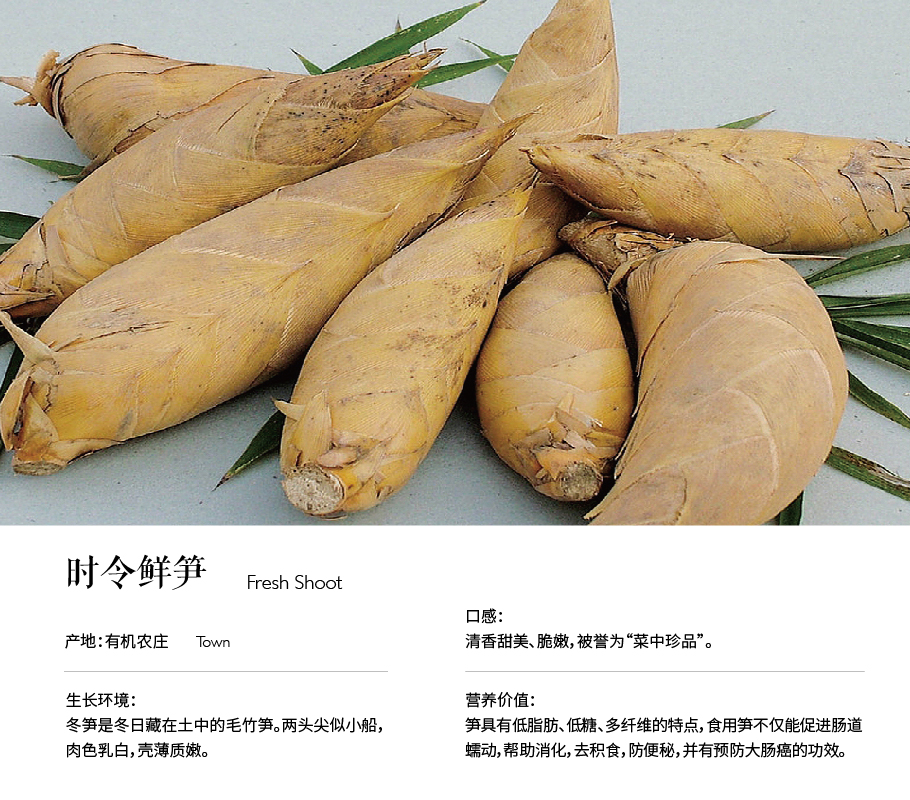 时令鲜笋 Fresh Shoot
产地：有机农庄 Town
生长环境：
冬笋是冬日藏在土中的毛竹笋。两头尖似小船，
肉色乳白，壳薄质嫩。
口感：
清香甜美、脆嫩，被誉为“菜中珍品”。
营养价值：
笋具有低脂肪、低糖、多纤维的特点，食用笋不仅能促进肠道
蠕动，帮助消化，去积食，防便秘，并有预防大肠癌的功效。